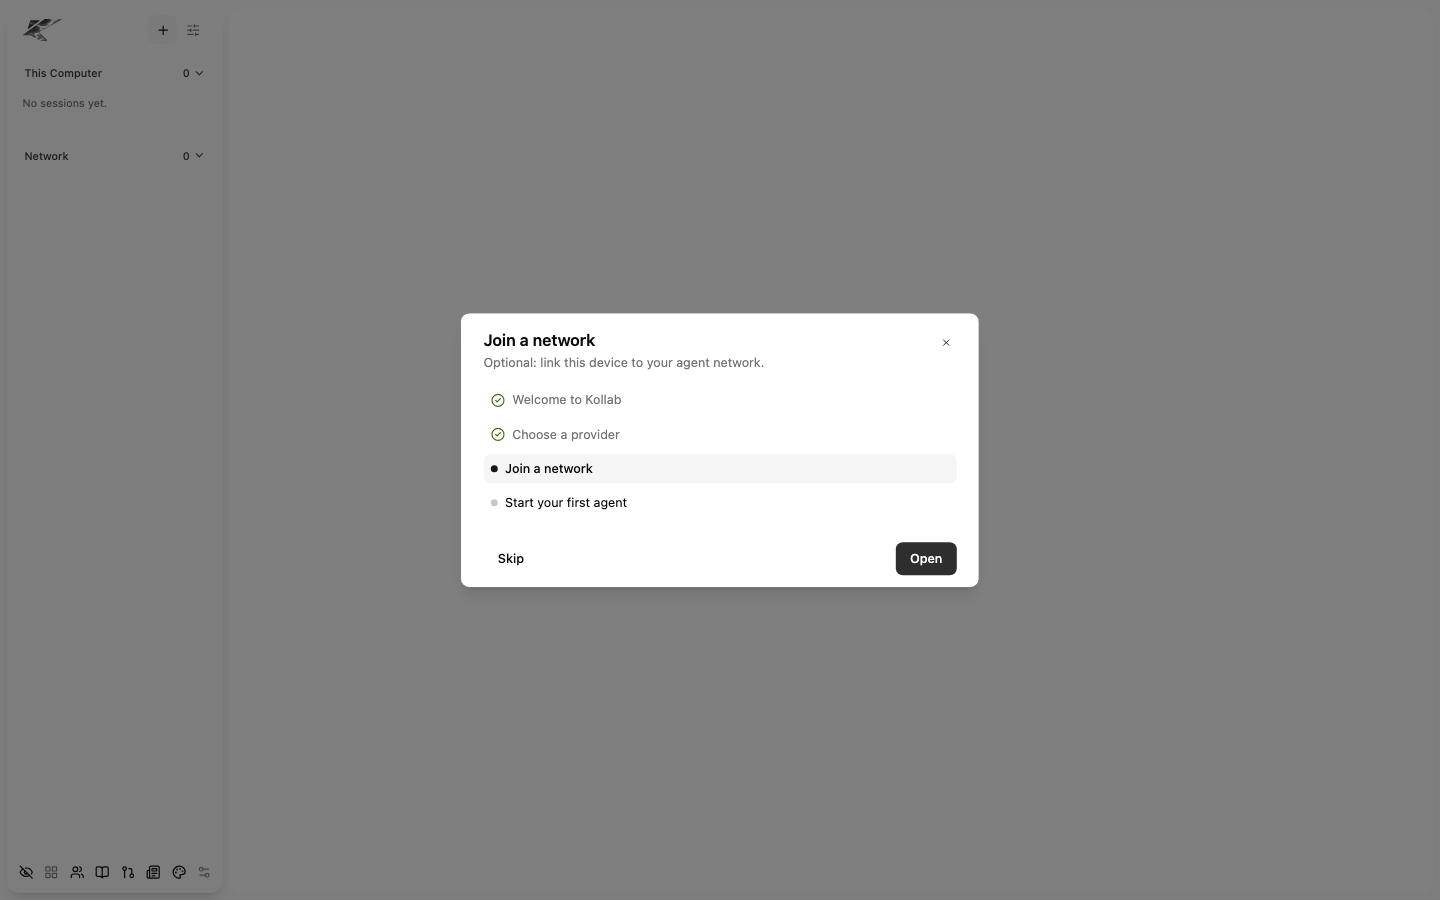 This Computer 0
No sessions yet.
Network 0
Join a network
Optional: link this device to your agent network.
Welcome to Kollab
Choose a provider
Join a network
Start your first agent
Skip Open